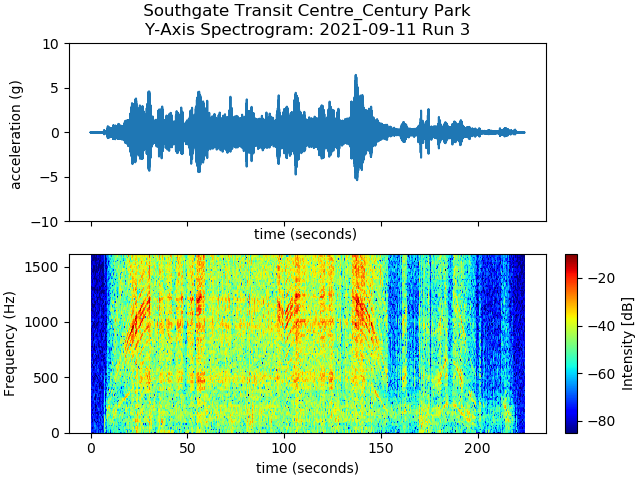 Southgate Transit Centre_Century Park
Y-Axis Spectrogram: 2021-09-11 Run 3
acceleration (g)
10
5
0
−5
−10
time (seconds)
Frequency (Hz)
1500
1000
500
0
0 50 100 150 200
time (seconds)
−20
−40
−60
−80
Intensity [dB]